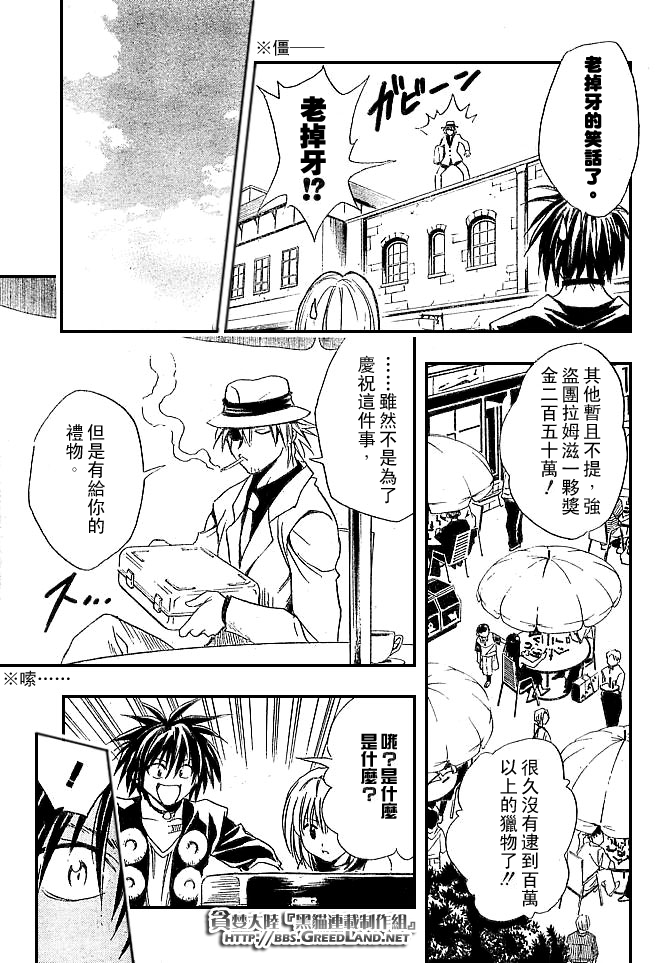 老掉牙的笑話了。
※僵——
ガビーン
老掉牙!?
其他暫且不提，強
盜團拉姆滋一夥獎
金二百五十萬！
很久沒有逮到百萬
以上的獵物了!!
……雖然不是為了
慶祝這件事，
但是有給你的
禮物。
ス…
※嗦……
哦？是什麼
是什麼？
！
貪婪大陸『黑貓連載制作組』
HTTP://BBS.GREEDLAND.NET